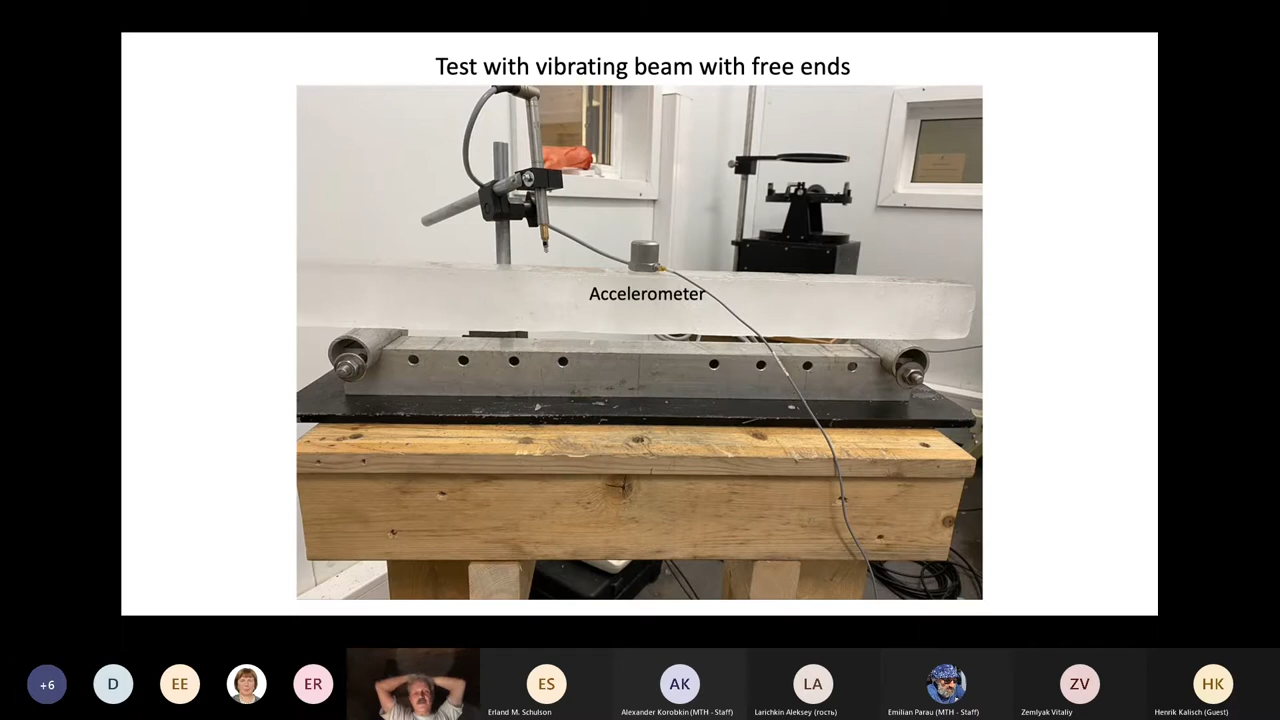 Test with vibrating beam with free ends
Accelerometer
+6
D
EE
ER
ES
AK
LA
ZV
HK
Erland M. Schulson
Alexander Korobkin (MTH - Staff)
Larichkin Aleksey (гость)
Emilian Parau (MTH - Staff)
Zemlyak Vitaliy
Henrik Kalisch (Guest)